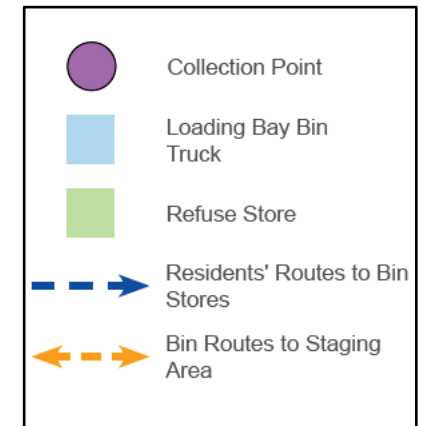 Collection Point
Loading Bay Bin
Truck
Refuse Store
Residents' Routes to Bin
Stores
Bin Routes to Staging
Area